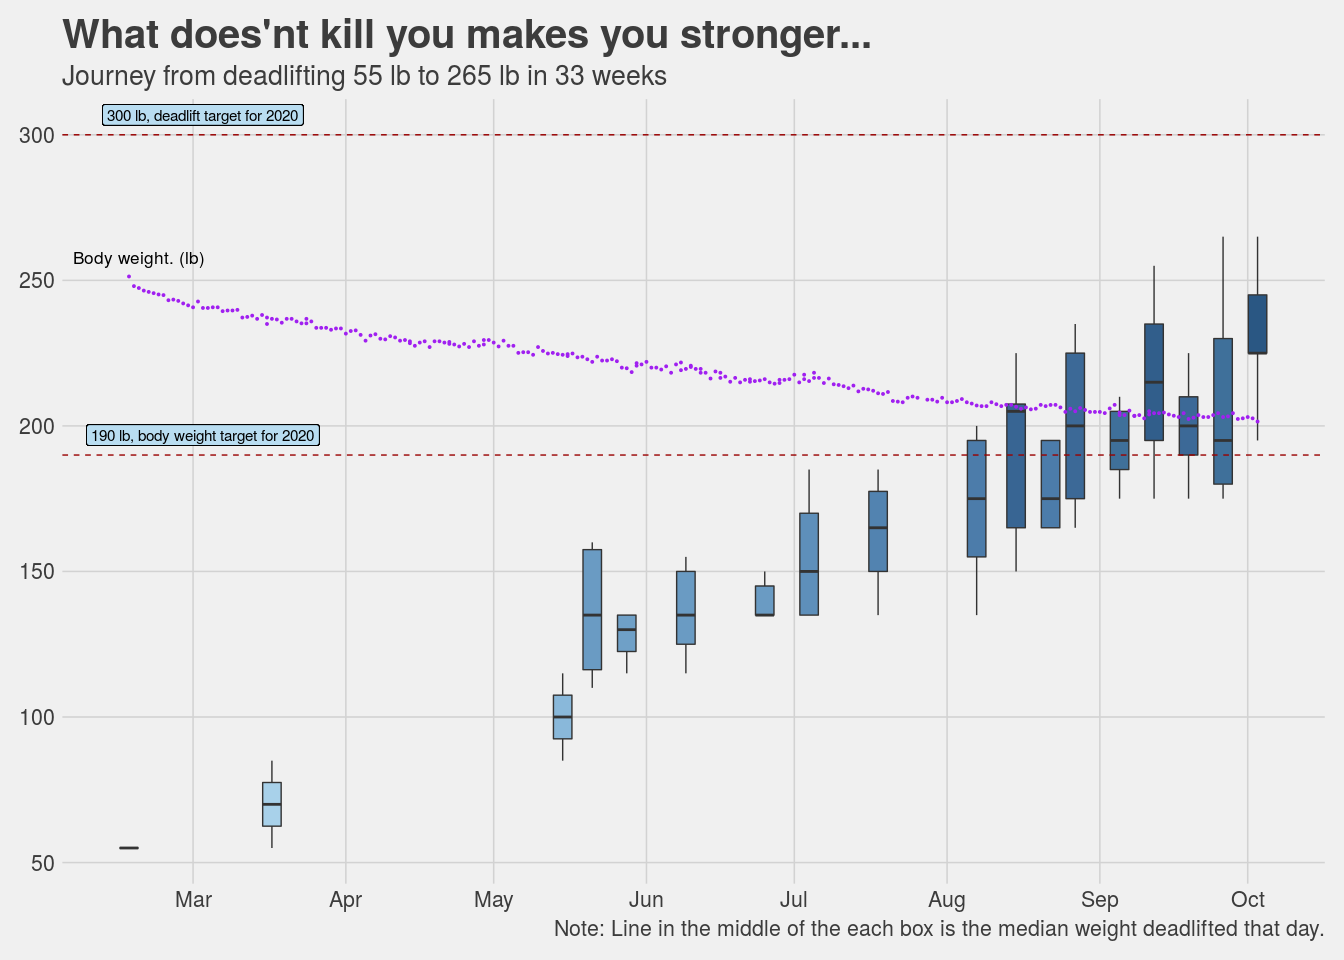 What does'nt kill you makes you stronger...
Journey from deadlifting 55 lb to 265 lb in 33 weeks
300 lb, deadlift target for 2020
300
Body weight. (lb)
250
200
190 lb, body weight target for 2020
150
100
50
Mar Apr May Jun Jul Aug Sep Oct
Note: Line in the middle of the each box is the median weight deadlifted that day.